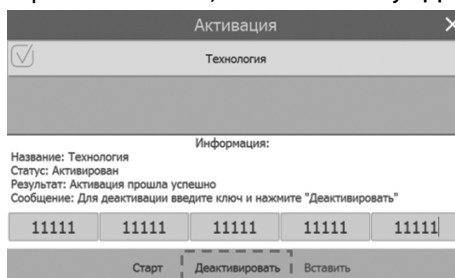 Активация
Технология
Информация:
Название: Технология
Статус: Активирован
Результат: Активация прошла успешно
Сообщение: Для деактивации введите ключ и нажмите "Деактивировать"
11111 11111 11111 11111 11111
Старт Деактивировать Вставить